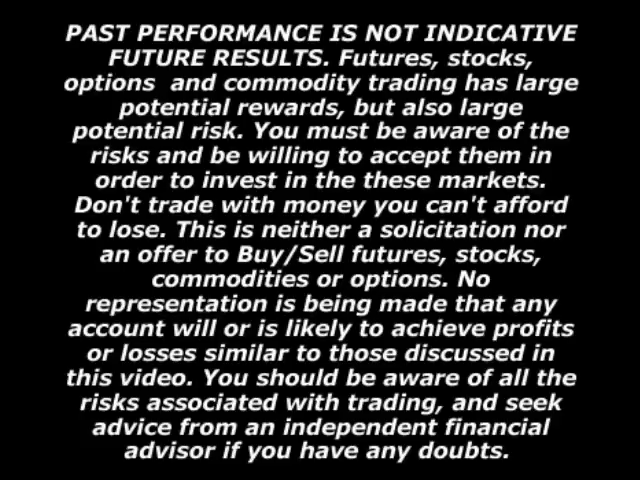 PAST PERFORMANCE IS NOT INDICATIVE
FUTURE RESULTS. Futures, stocks,
options  and commodity trading has large
potential rewards, but also large
potential risk. You must be aware of the
risks and be willing to accept them in
order to invest in the these markets.
Don't trade with money you can't afford
to lose. This is neither a solicitation nor
an offer to Buy/Sell futures, stocks,
commodities or options. No
representation is being made that any
account will or is likely to achieve profits
or losses similar to those discussed in
this video. You should be aware of all the
risks associated with trading, and seek
advice from an independent financial
advisor if you have any doubts.